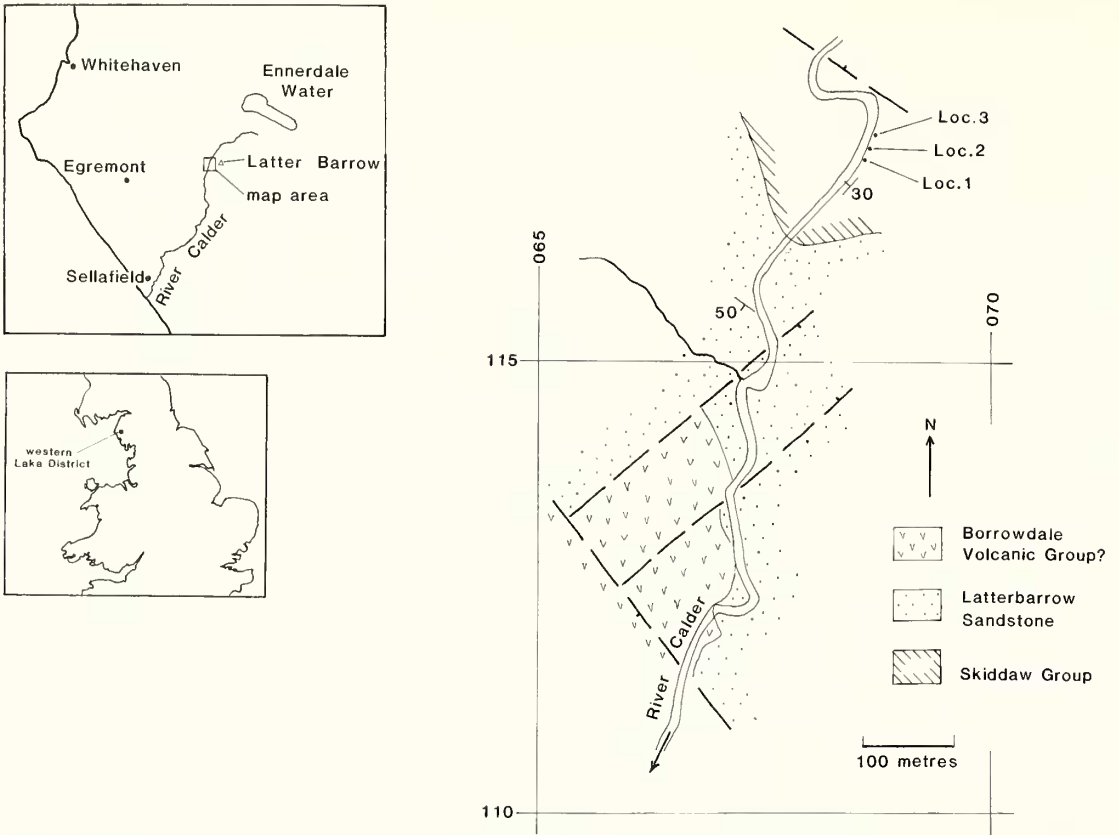 Whitehaven
Ennerdale
Water
Egremont
Latter Barrow
map area
River Calder
Sellafield
western
Laka District
Loc.3
Loc.2
Loc.1
30
065
50
070
115
N
Borrowdale
Volcanic Group?
Latterbarrow
Sandstone
Skiddaw Group
River Calder
100 metres
110